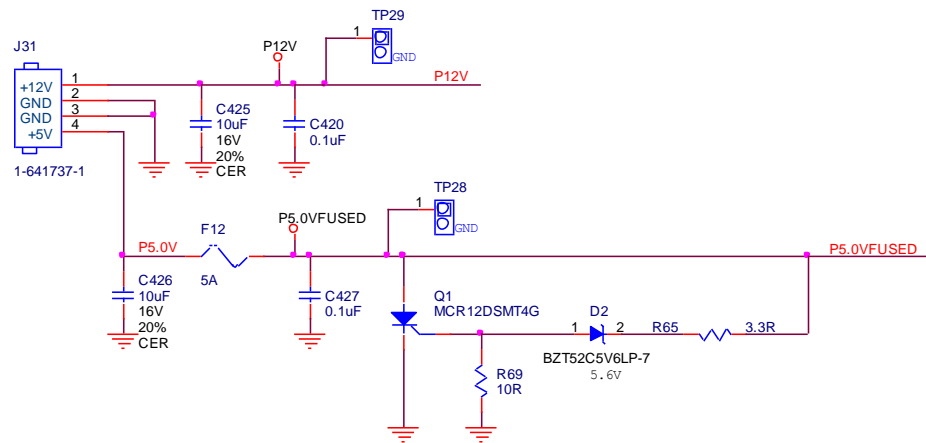 TP29
1
GND
J31
P12V
1
+12V
P12V
2
GND
3
GND
4
+5V
C425
10uF
16V
20%
CER
C420
0.1uF
1-641737-1
TP28
1
GND
P5.0VFUSED
F12
P5.0V
P5.0VFUSED
5A
C426
10uF
16V
20%
CER
C427
0.1uF
Q1
MCR12DSMT4G
D2
1
2
R65
3.3R
BZT52C5V6LP-7
5.6V
R69
10R